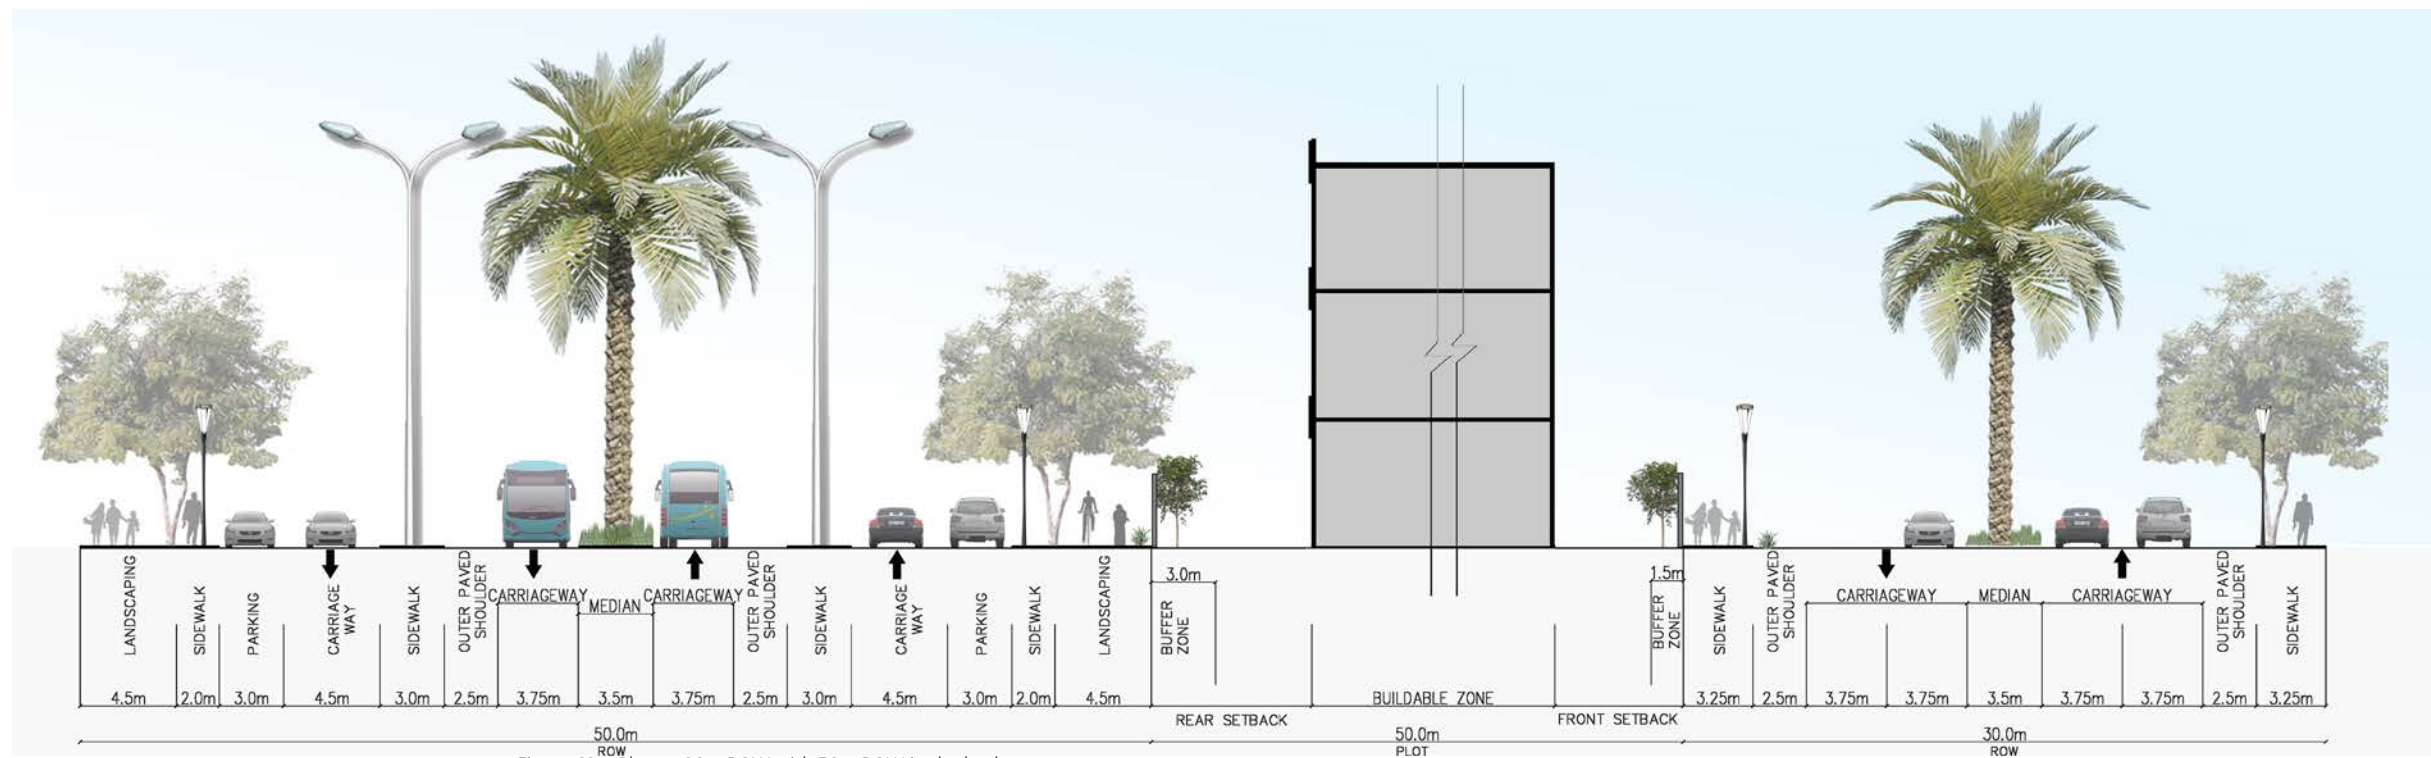 LANDSCAPING
SIDEWALK
PARKING
CARRIAGE
WAY
SIDEWALK
OUTER PAVED
SHOULDER
CARRIAGEWAY
MEDIAN
CARRIAGEWAY
OUTER PAVED
SHOULDER
SIDEWALK
CARRIAGE
WAY
PARKING
SIDEWALK
LANDSCAPING
3.0m
BUFFER
ZONE
1.5m
BUFFER
ZONE
SIDEWALK
OUTER PAVED
SHOULDER
CARRIAGEWAY
MEDIAN
CARRIAGEWAY
OUTER PAVED
SHOULDER
SIDEWALK
4.5m 2.0m 3.0m 4.5m 3.0m 2.5m 3.75m 3.5m 3.75m 2.5m 3.0m 4.5m 3.0m 2.0m 4.5m
BUILDABLE ZONE
3.25m 2.5m 3.75m 3.75m 3.5m 3.75m 3.75m 2.5m 3.25m
REAR SETBACK
FRONT SETBACK
50.0m
ROW
50.0m
PLOT
30.0m
ROW